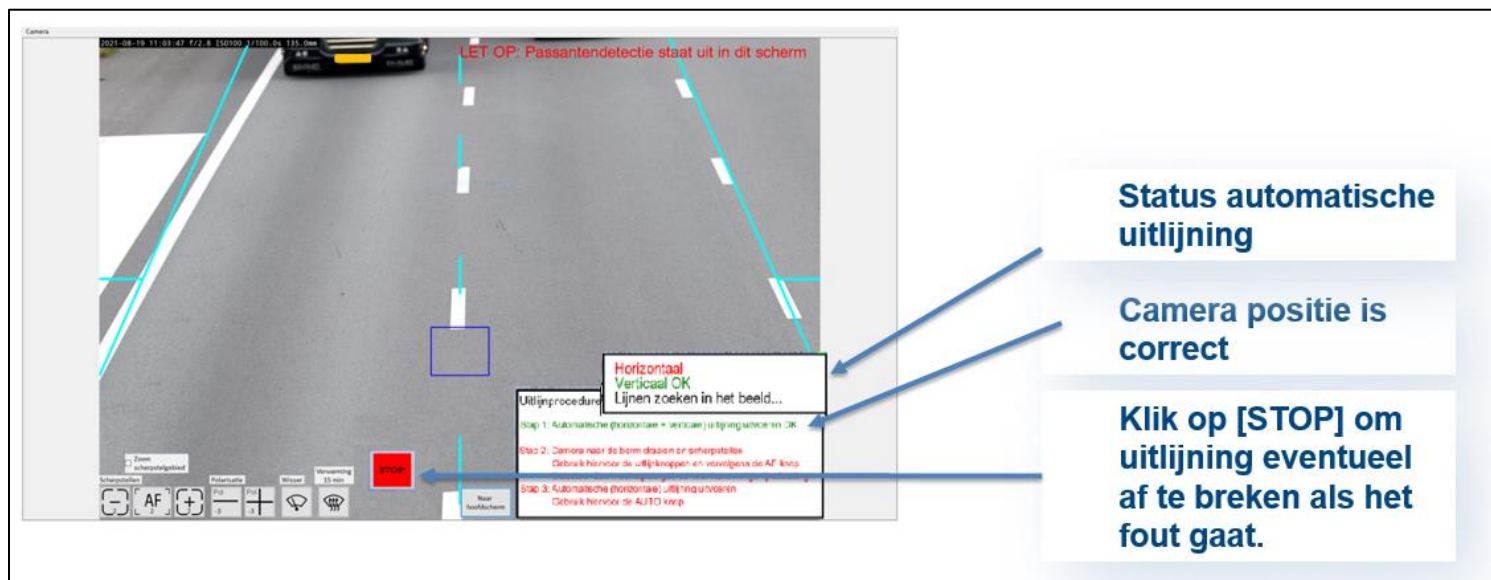 Camera
2021-08-19 11:03:47 f/2.8 ISO100 1/100.0s 135.0mm
LET OP: Passantendetectie staat uit in dit scherm
Status automatische
uitlijning
Camera positie is
correct
Klik op [STOP] om
uitlijning eventueel
af te breken als het
fout gaat.
Horizontaal
Verticaal OK
Lijnen zoeken in het beeld...
Uitlijnprocedure
Stap 1: Automatische (horizontale + verticale) uitlijning uitvoeren OK
Stap 2: Camera naar de berm draaien en scherpstellen
Gebruik hiervoor de uitlijnknoppen en vervolgens de AF knop
Stap 3: Automatische (horizontale) uitlijning uitvoeren
Gebruik hiervoor de AUTO knop
Zoom
scherpstelgebied
STOP
Scherpstellen
Polarisatie
Wisser
Verwarming
15 min
AF
2
Pol
-3
Pol
-3
Naar
hoofdscherm